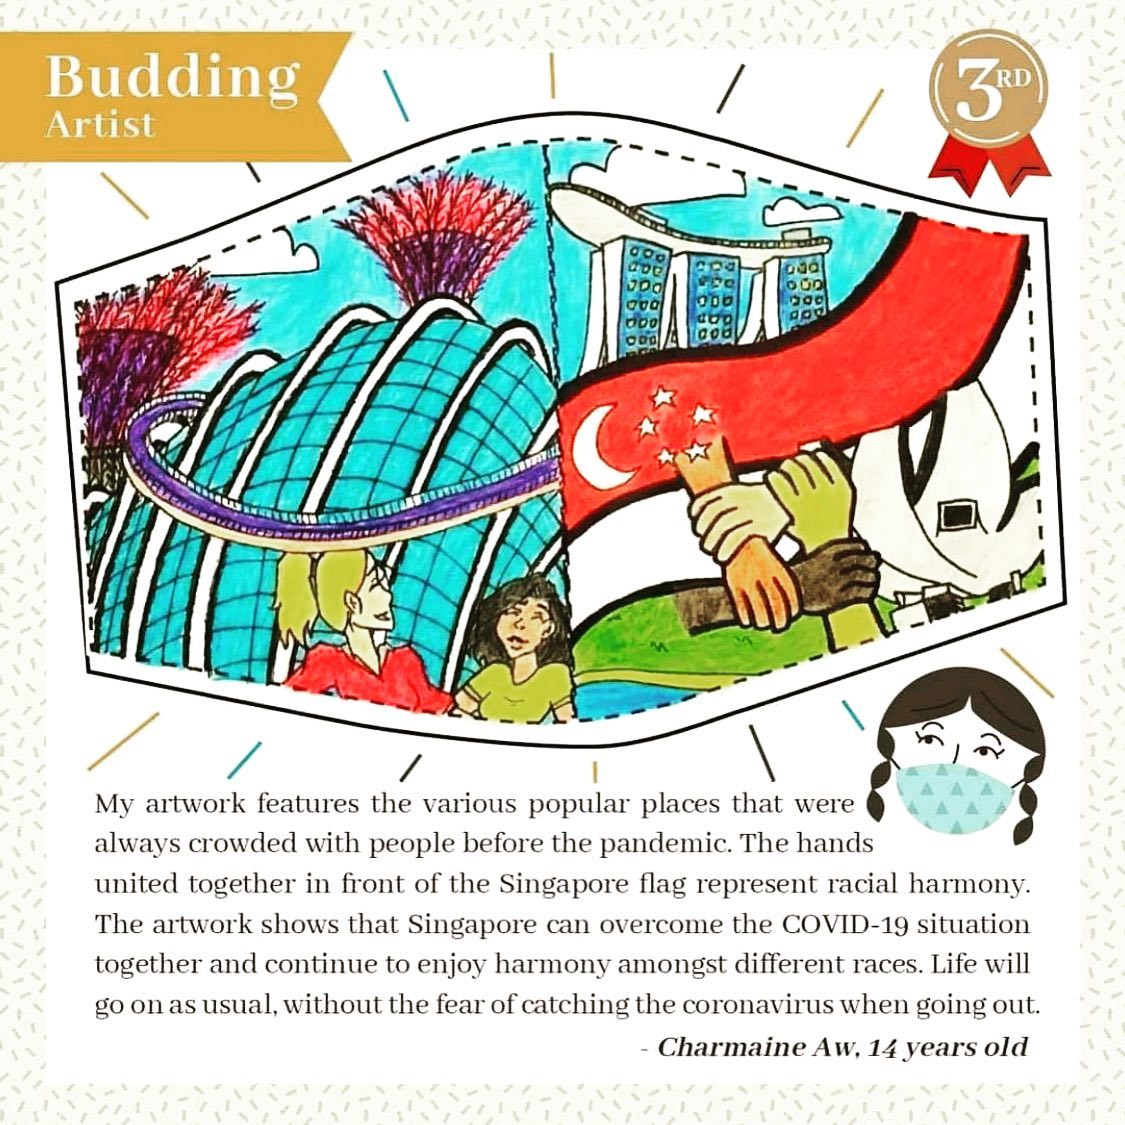 Budding
Artist
3RD
My artwork features the various popular places that were
always crowded with people before the pandemic. The hands
united together in front of the Singapore flag represent racial harmony.
The artwork shows that Singapore can overcome the COVID-19 situation
together and continue to enjoy harmony amongst different races. Life will
go on as usual, without the fear of catching the coronavirus when going out.
- Charmaine Aw, 14 years old